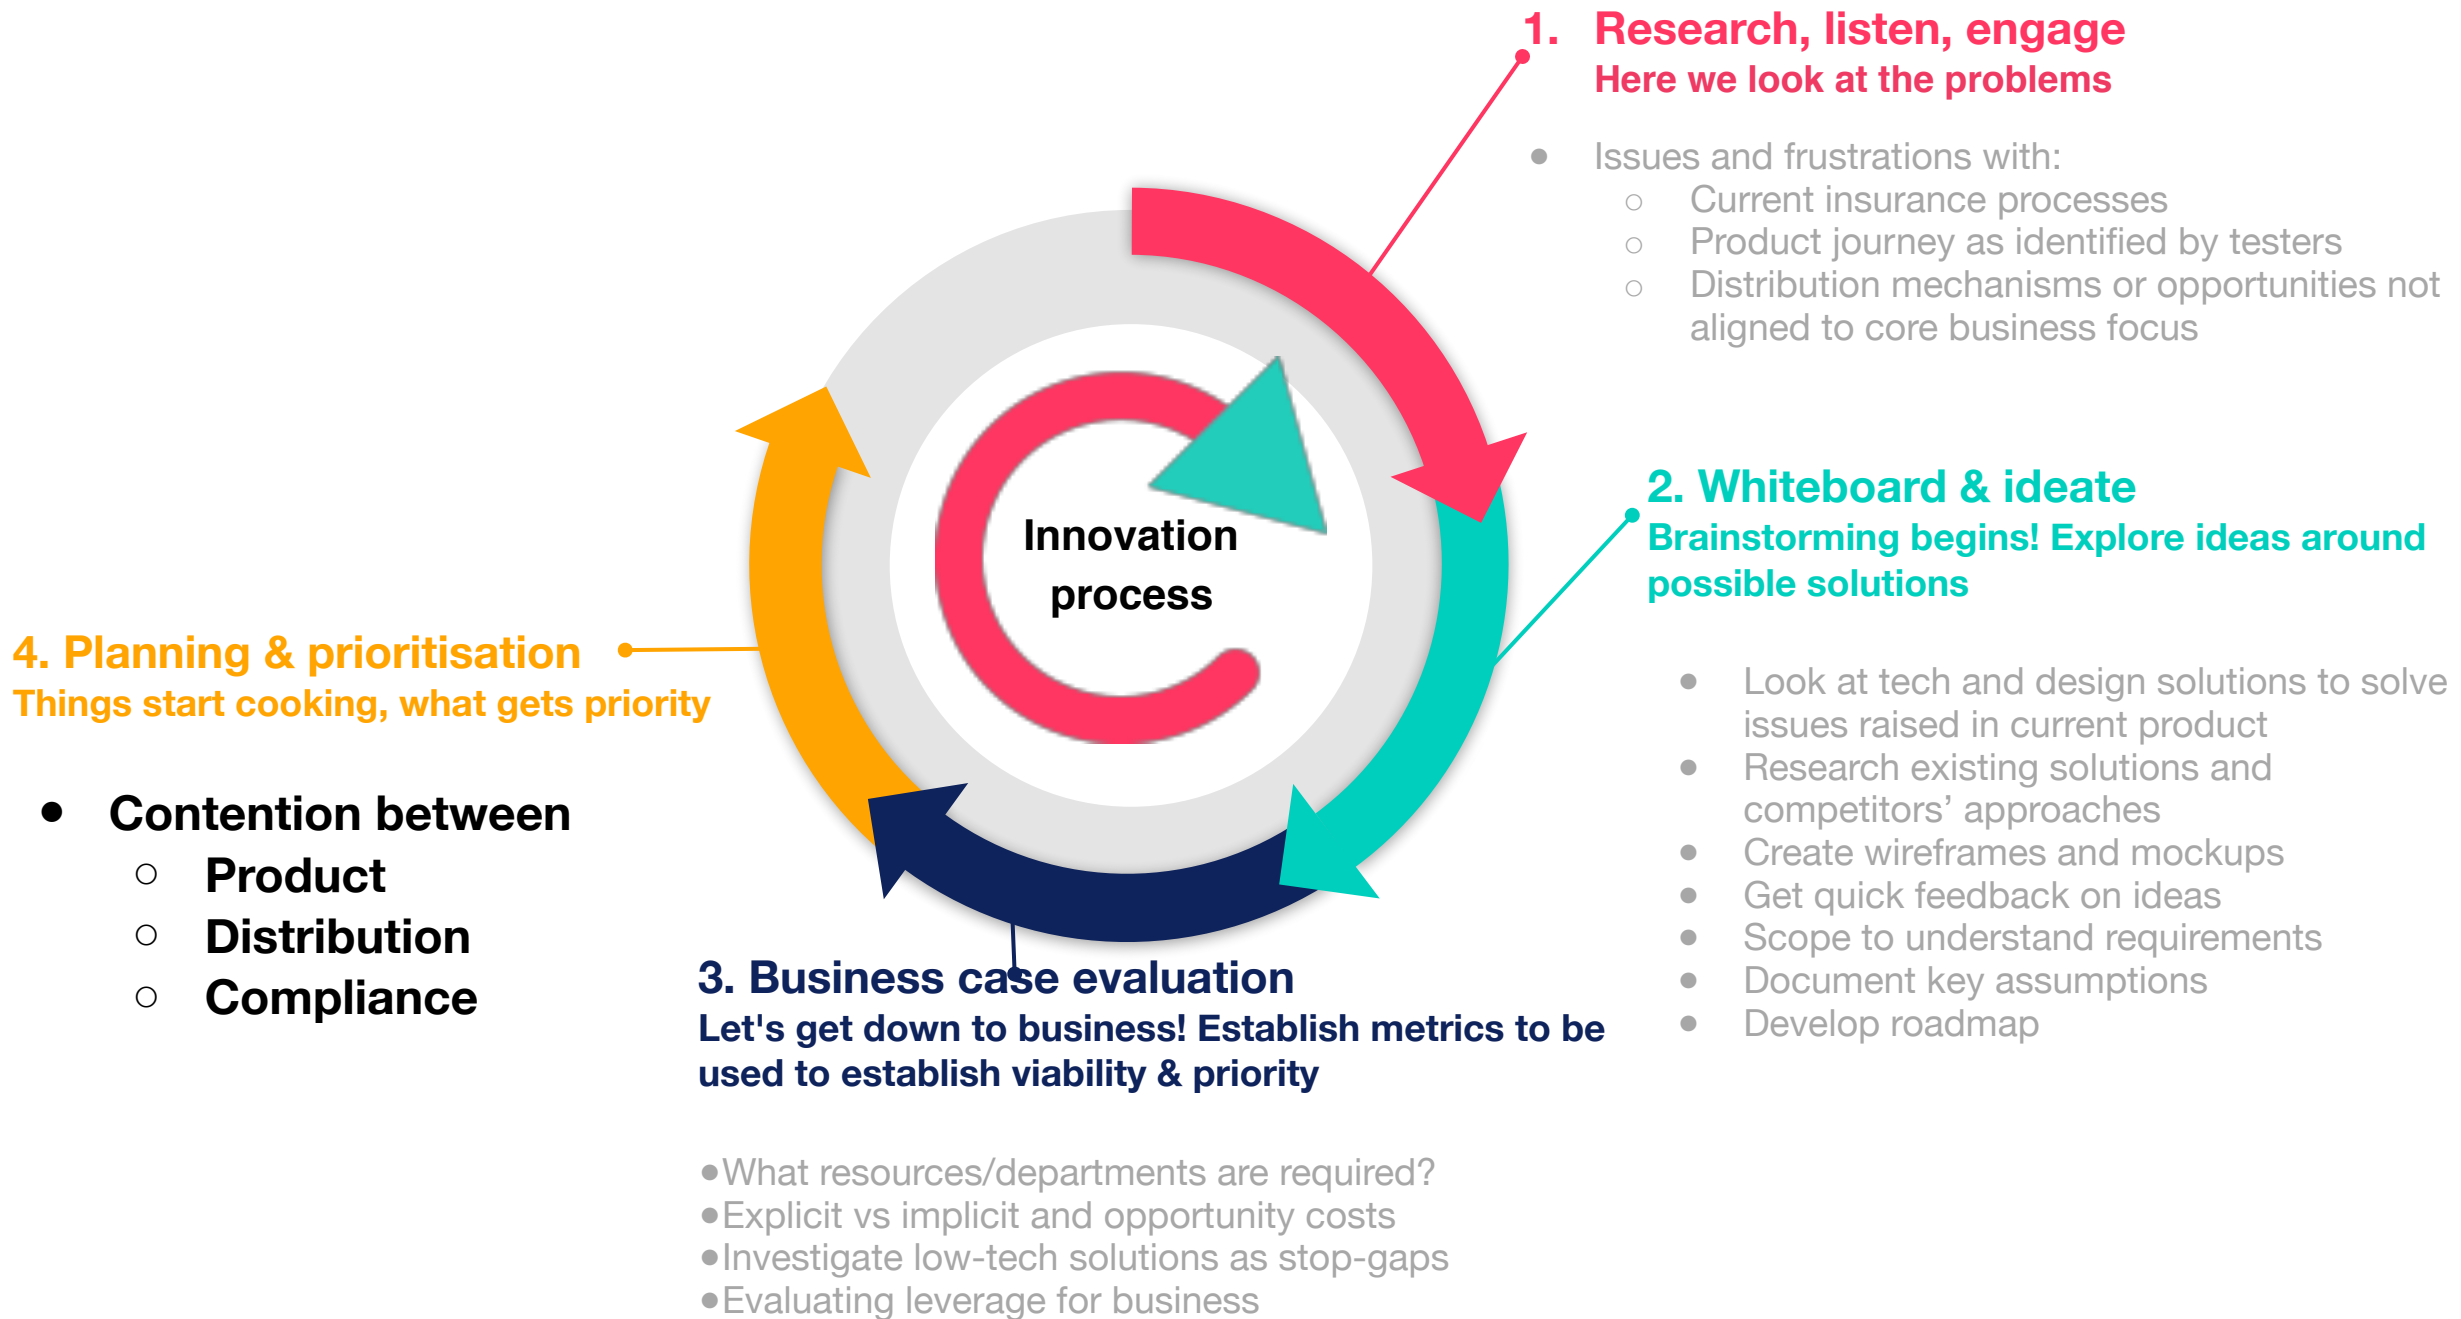 1. Research, listen, engage
Here we look at the problems
● Issues and frustrations with:
○ Current insurance processes
○ Product journey as identified by testers
○ Distribution mechanisms or opportunities not
aligned to core business focus
2. Whiteboard & ideate
Brainstorming begins! Explore ideas around
possible solutions
● Look at tech and design solutions to solve
issues raised in current product
● Research existing solutions and
competitors’ approaches
● Create wireframes and mockups
● Get quick feedback on ideas
● Scope to understand requirements
● Document key assumptions
● Develop roadmap
Innovation
process
3. Business case evaluation
Let's get down to business! Establish metrics to be
used to establish viability & priority
●What resources/departments are required?
●Explicit vs implicit and opportunity costs
●Investigate low-tech solutions as stop-gaps
●Evaluating leverage for business
4. Planning & prioritisation
Things start cooking, what gets priority
● Contention between
○ Product
○ Distribution
○ Compliance